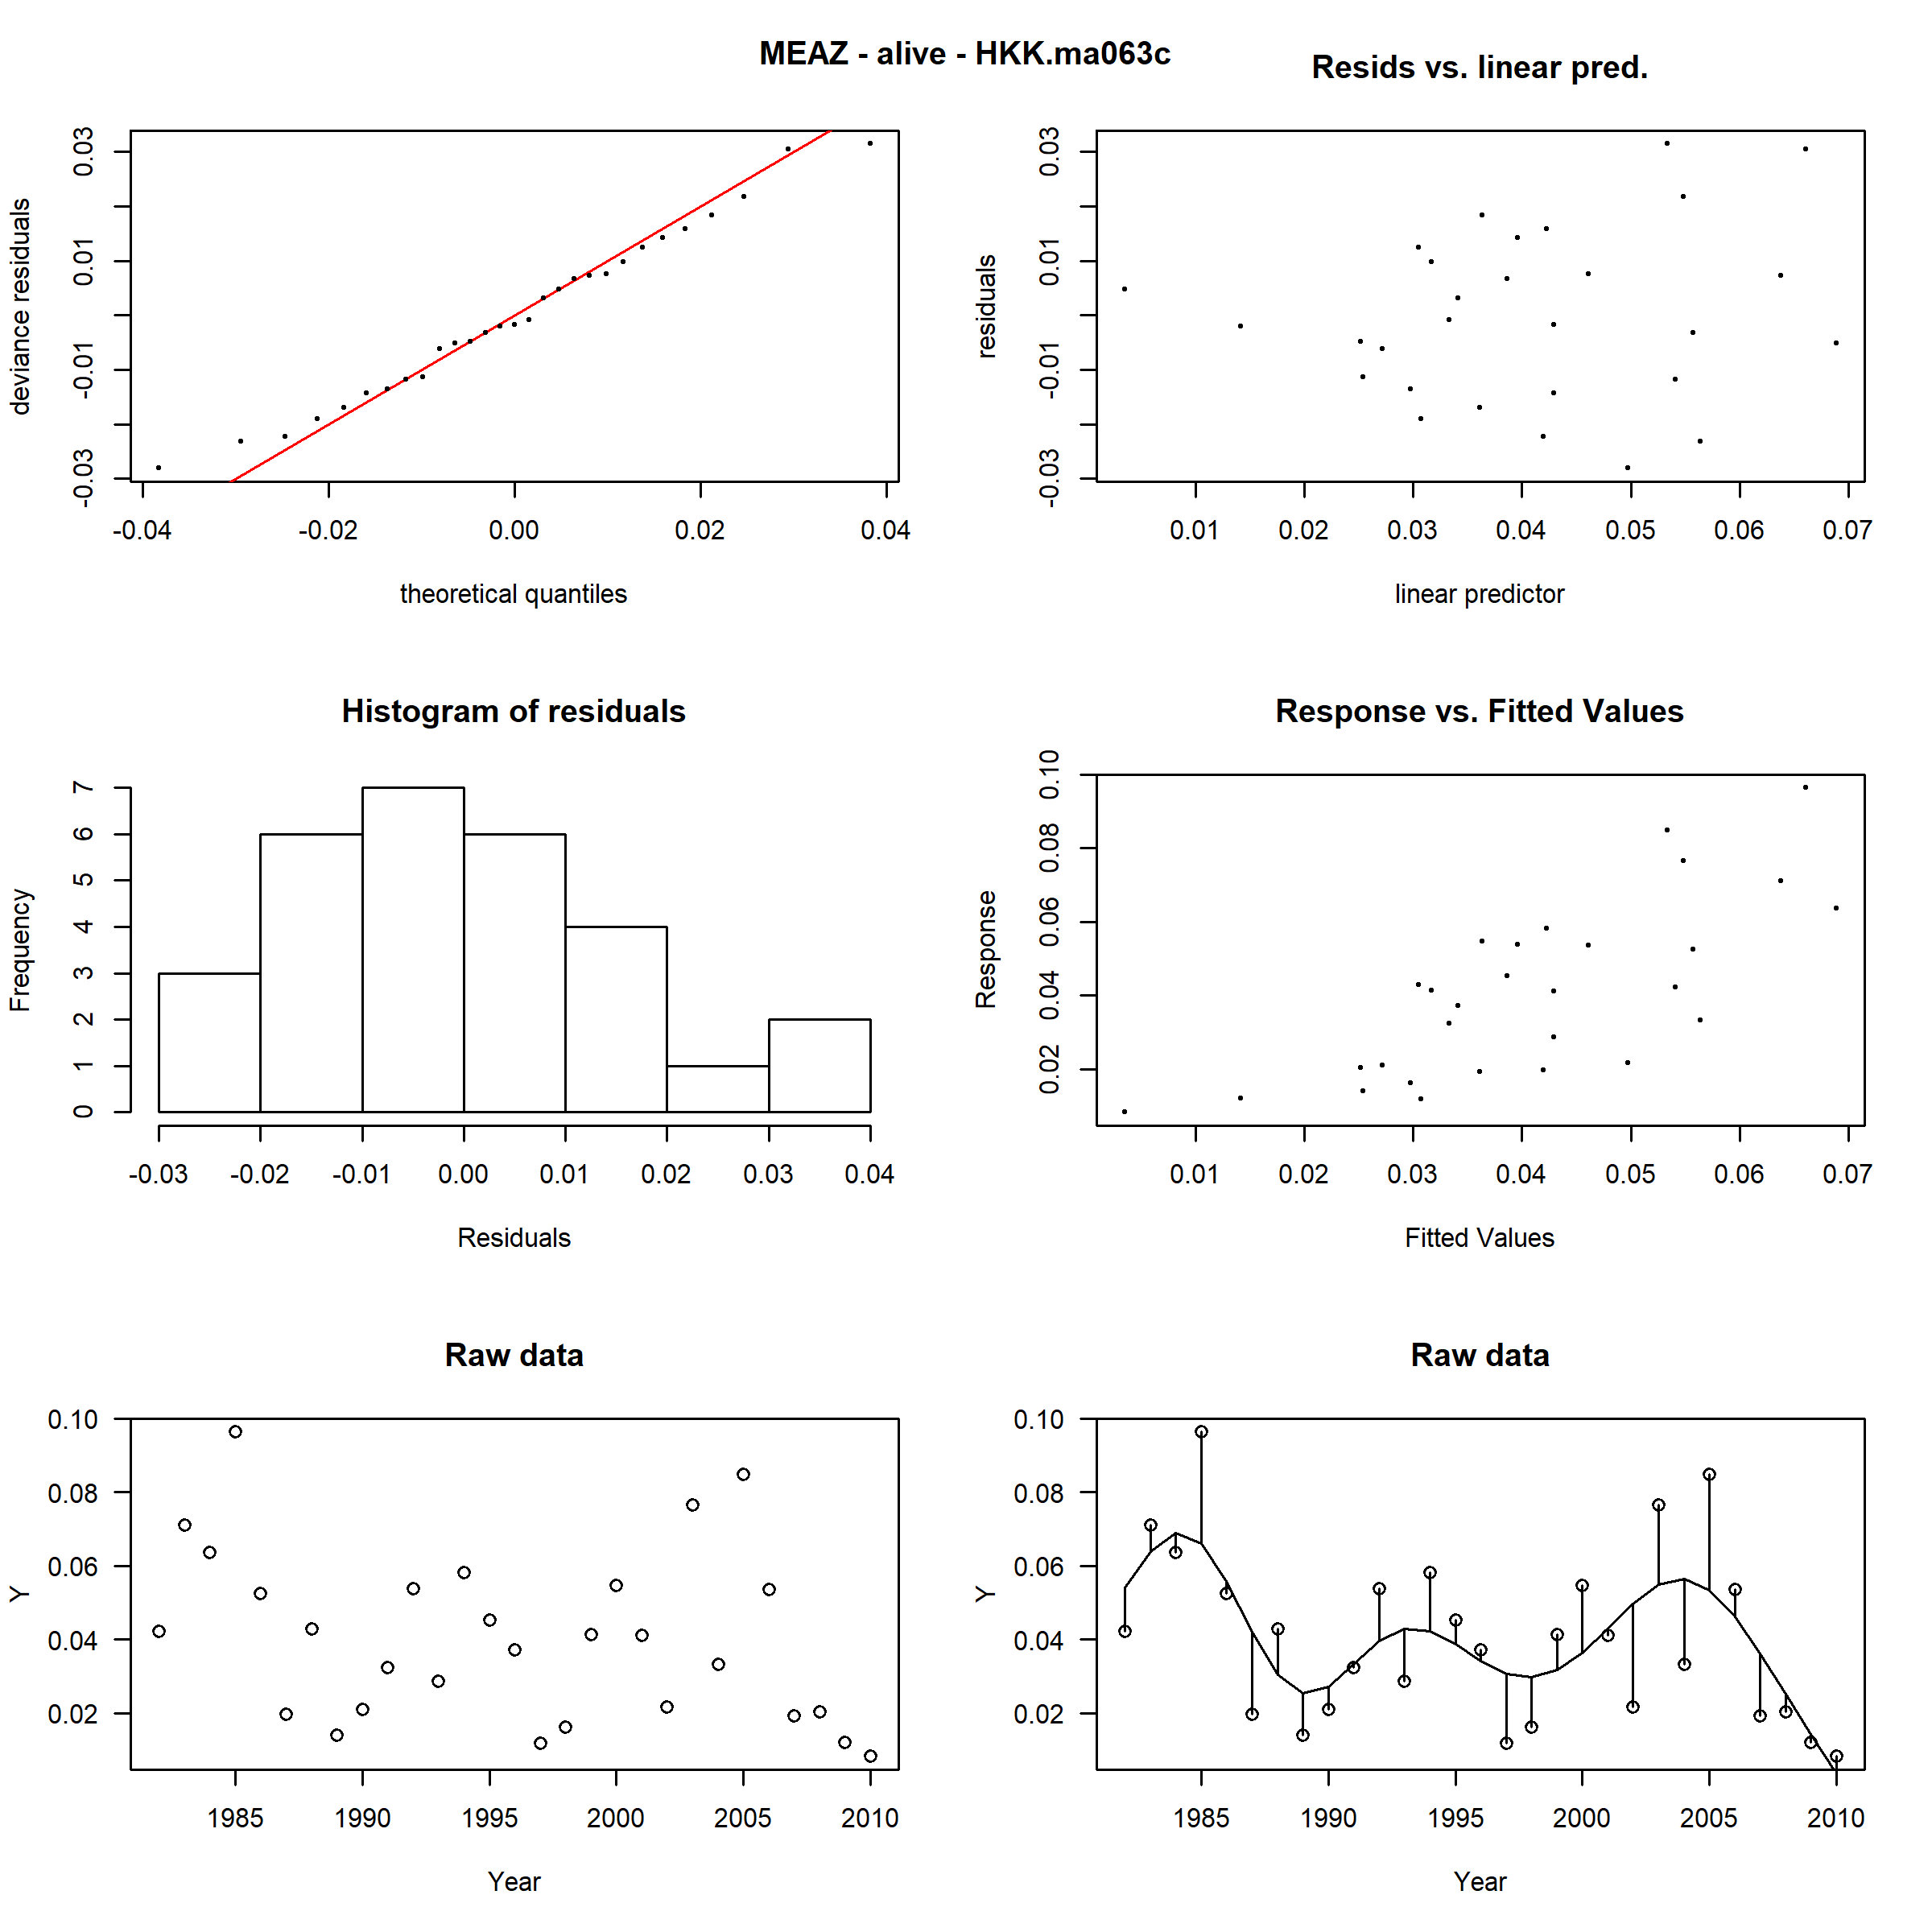 MEAZ - alive - HKK.ma063c
deviance residuals
0.03
0.01
-0.01
-0.03
-0.04 -0.02 0.00 0.02 0.04
theoretical quantiles
Resids vs. linear pred.
residuals
0.03
0.01
-0.01
-0.03
0.01 0.02 0.03 0.04 0.05 0.06 0.07
linear predictor
Histogram of residuals
Frequency
7
6
5
4
3
2
1
0
-0.03 -0.02 -0.01 0.00 0.01 0.02 0.03 0.04
Residuals
Response vs. Fitted Values
Response
0.10
0.08
0.06
0.04
0.02
0.01 0.02 0.03 0.04 0.05 0.06 0.07
Fitted Values
Raw data
Y
0.10
0.08
0.06
0.04
0.02
1985 1990 1995 2000 2005 2010
Year
Raw data
Y
0.10
0.08
0.06
0.04
0.02
1985 1990 1995 2000 2005 2010
Year